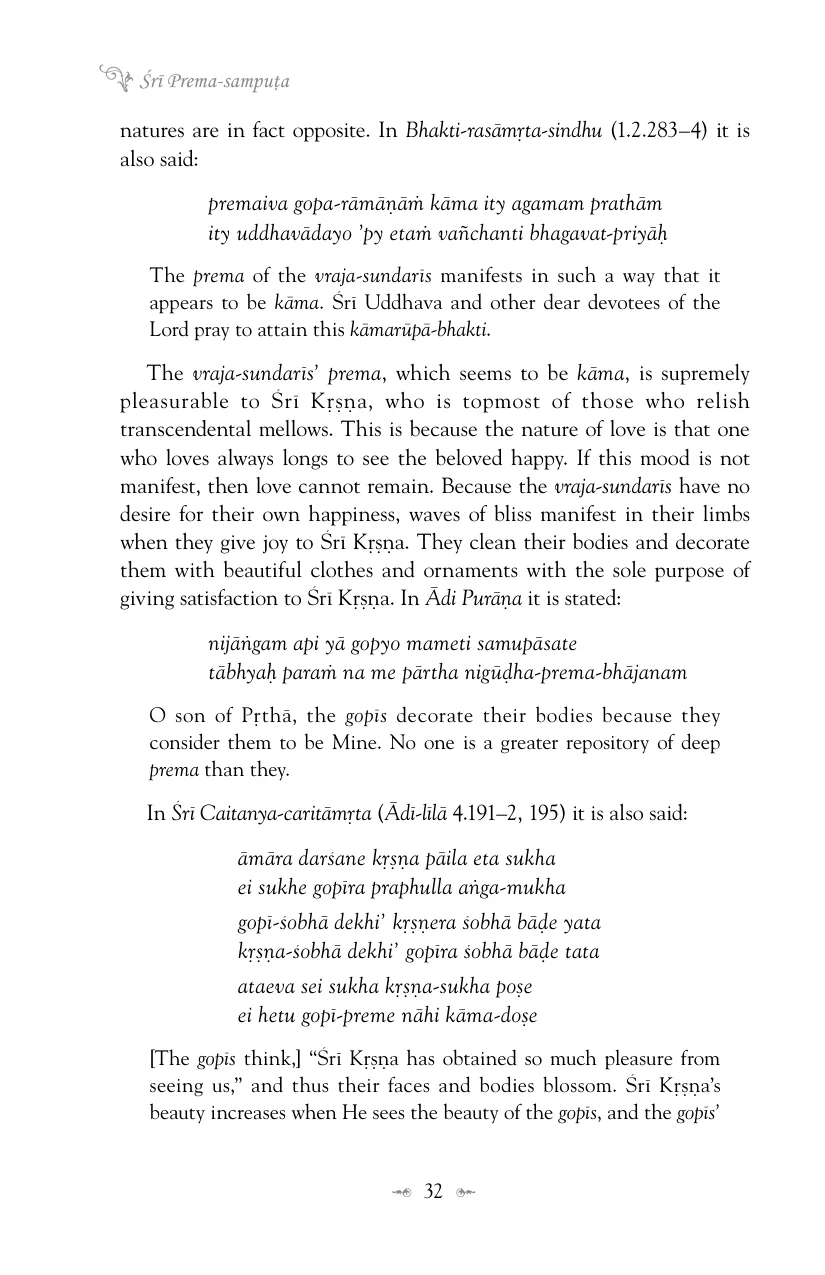 Śrī Prema-sampuṭa
natures are in fact opposite. In Bhakti-rasāmṛta-sindhu (1.2.283–4) it is
also said:
premaiva gopa-rāmāṇāṁ kāma ity agamam prathām
ity uddhavādayo ’py etaṁ vañchanti bhagavat-priyāḥ
The prema of the vraja-sundarīs manifests in such a way that it
appears to be kāma. Śrī Uddhava and other dear devotees of the
Lord pray to attain this kāmarūpā-bhakti.
The vraja-sundarīs’ prema, which seems to be kāma, is supremely
pleasurable to Śrī Kṛṣṇa, who is topmost of those who relish
transcendental mellows. This is because the nature of love is that one
who loves always longs to see the beloved happy. If this mood is not
manifest, then love cannot remain. Because the vraja-sundarīs have no
desire for their own happiness, waves of bliss manifest in their limbs
when they give joy to Śrī Kṛṣṇa. They clean their bodies and decorate
them with beautiful clothes and ornaments with the sole purpose of
giving satisfaction to Śrī Kṛṣṇa. In Ādi Purāṇa it is stated:
nijāṅgam api yā gopyo mameti samupāsate
tābhyaḥ paraṁ na me pārtha nigūḍha-prema-bhājanam
O son of Pṛthā, the gopīs decorate their bodies because they
consider them to be Mine. No one is a greater repository of deep
prema than they.
In Śrī Caitanya-caritāmṛta (Ādī-līlā 4.191–2, 195) it is also said:
āmāra darśane kṛṣṇa pāila eta sukha
ei sukhe gopīra praphulla aṅga-mukha
gopī-śobhā dekhi’ kṛṣṇera śobhā bāḍe yata
kṛṣṇa-śobhā dekhi’ gopīra śobhā bāḍe tata
ataeva sei sukha kṛṣṇa-sukha poṣe
ei hetu gopī-preme nāhi kāma-doṣe
[The gopīs think,] “Śrī Kṛṣṇa has obtained so much pleasure from
seeing us,” and thus their faces and bodies blossom. Śrī Kṛṣṇa’s
beauty increases when He sees the beauty of the gopīs, and the gopīs’
32